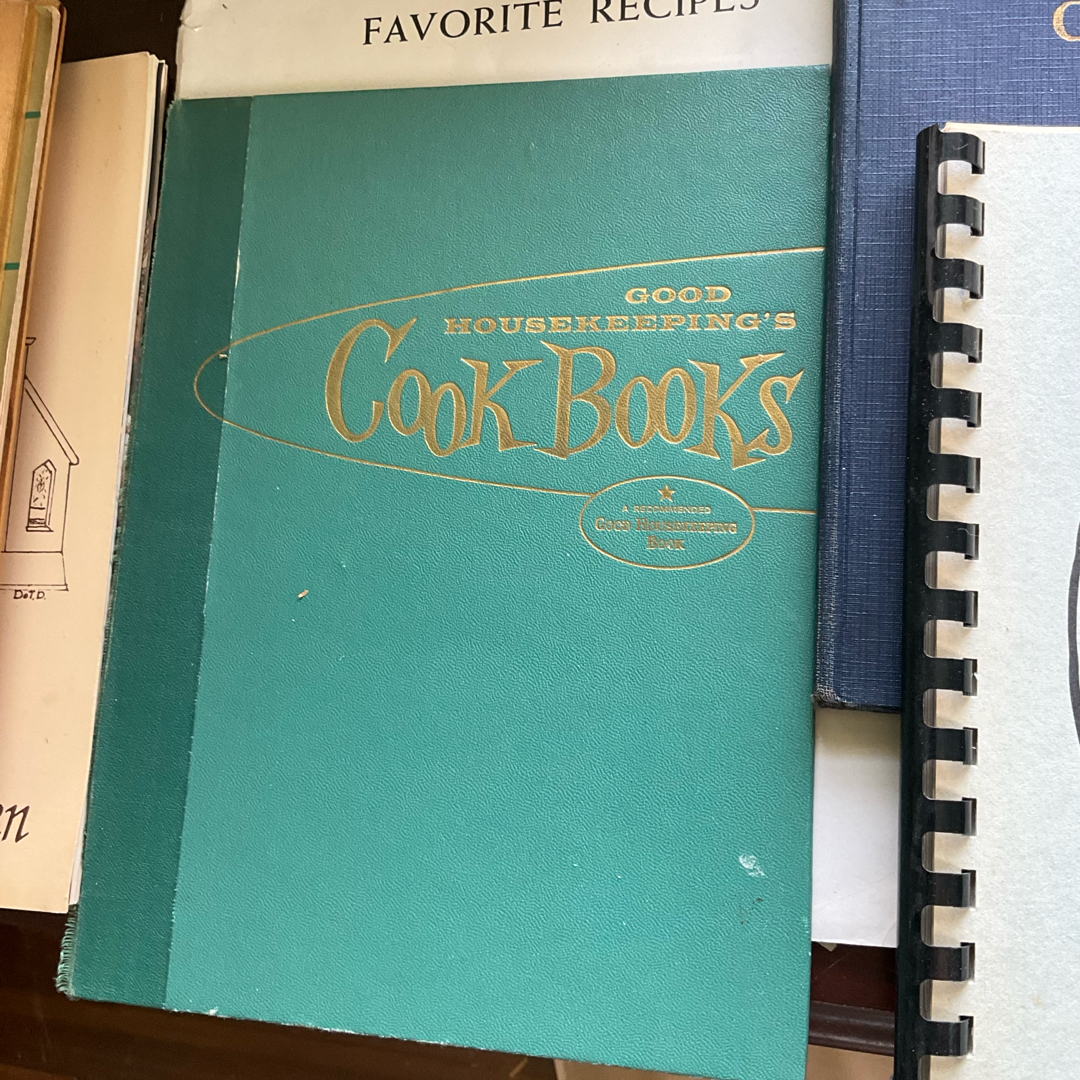 FAVORITE RECIPES
GOOD
HOUSEKEEPING'S
COOK BOOKS
A RECOMMENDED
GOOD HOUSEKEEPING
BOOK
D&T.D.